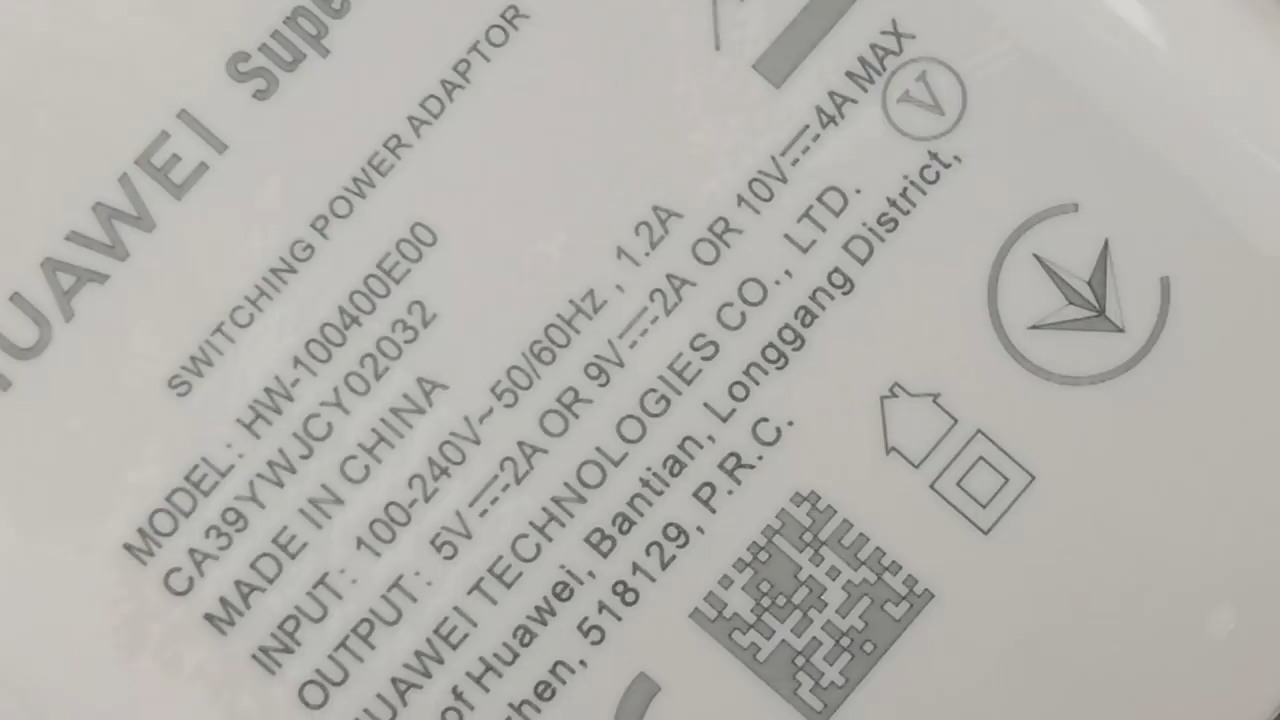 HUAWEI Supe
SWITCHING POWER ADAPTOR
MODEL: HW-100400E00
CA39YWJCY02032
MADE IN CHINA
INPUT: 100-240V~50/60Hz, 1.2A
OUTPUT: 5V⎓2A OR 9V⎓2A OR 10V⎓4A MAX
HUAWEI TECHNOLOGIES CO., LTD.
of Huawei, Bantian, Longgang District,
zhen, 518129, P.R.C.
V